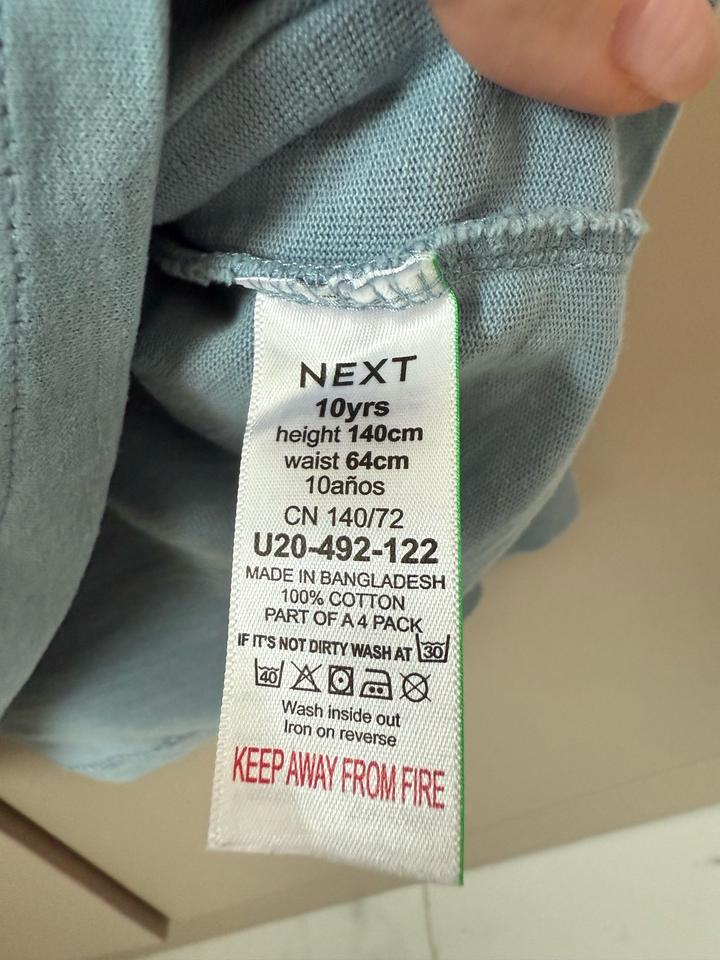 NEXT
10yrs
height 140cm
waist 64cm
10años
CN 140/72
U20-492-122
MADE IN BANGLADESH
100% COTTON
PART OF A 4 PACK
IF IT'S NOT DIRTY WASH AT 30
40
Wash inside out
Iron on reverse
KEEP AWAY FROM FIRE